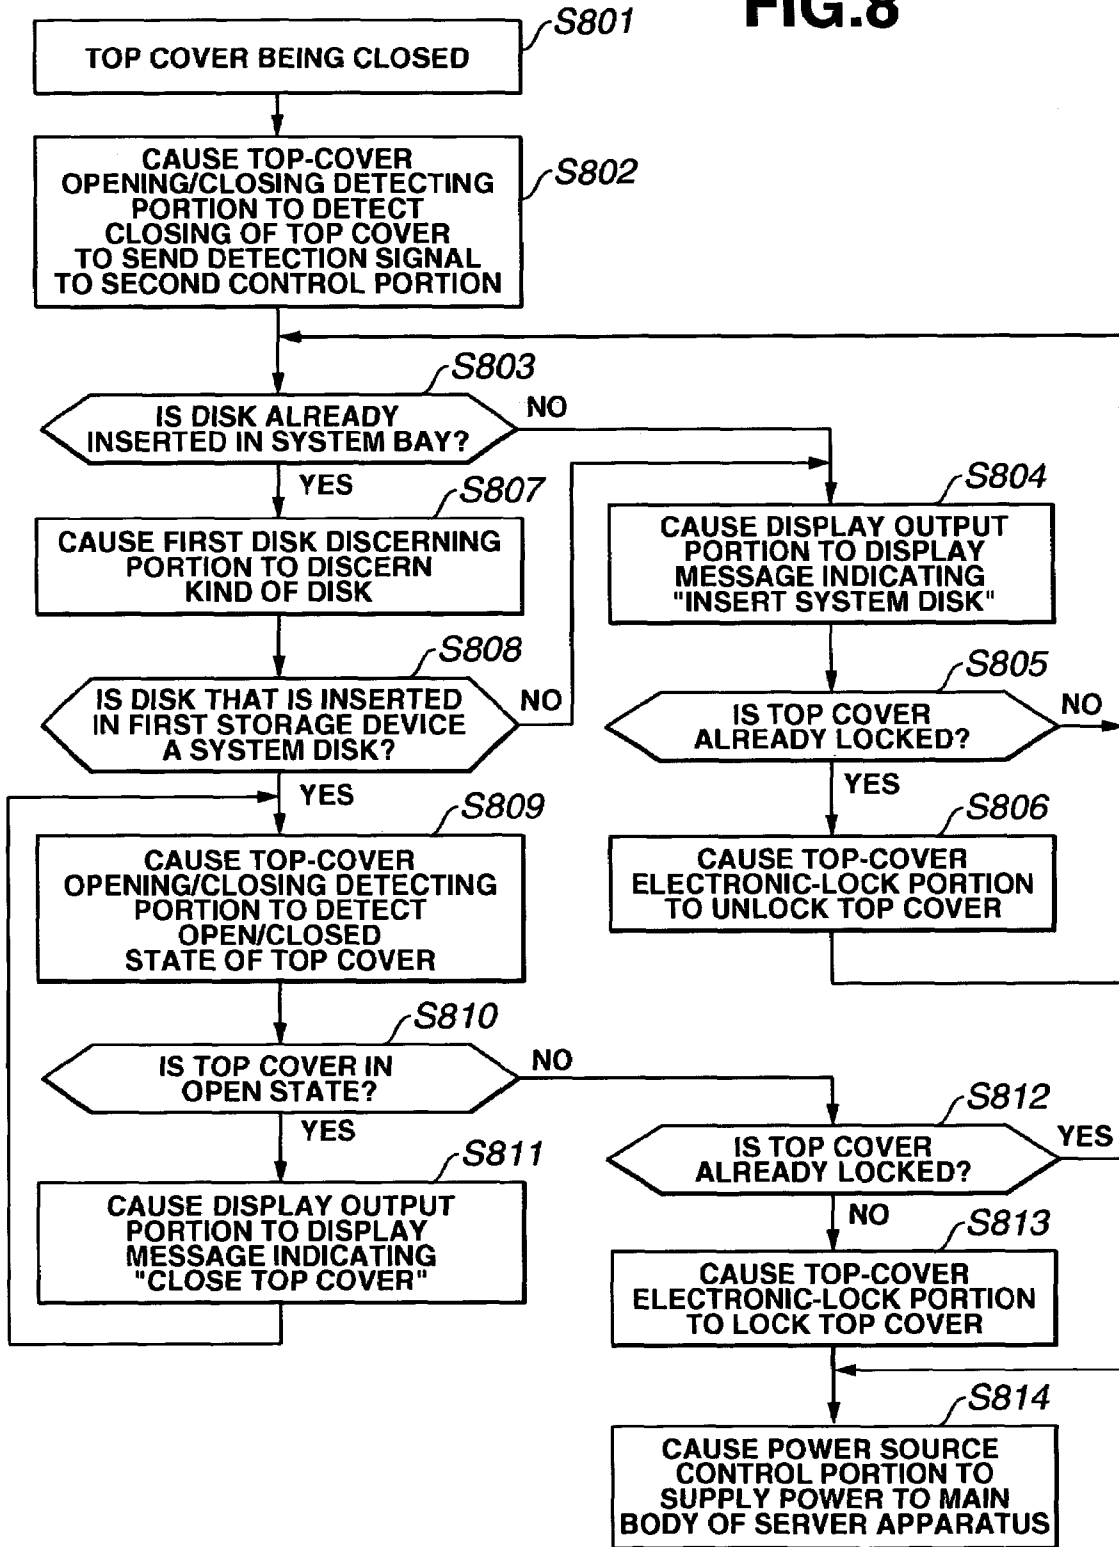 FIG.8
S801
TOP COVER BEING CLOSED
S802
CAUSE TOP-COVER
OPENING/CLOSING DETECTING
PORTION TO DETECT
CLOSING OF TOP COVER
TO SEND DETECTION SIGNAL
TO SECOND CONTROL PORTION
S803
IS DISK ALREADY
INSERTED IN SYSTEM BAY?
NO
YES
S807
CAUSE FIRST DISK DISCERNING
PORTION TO DISCERN
KIND OF DISK
S804
CAUSE DISPLAY OUTPUT
PORTION TO DISPLAY
MESSAGE INDICATING
"INSERT SYSTEM DISK"
S808
IS DISK THAT IS INSERTED
IN FIRST STORAGE DEVICE
A SYSTEM DISK?
NO
YES
S805
IS TOP COVER
ALREADY LOCKED?
NO
YES
S809
CAUSE TOP-COVER
OPENING/CLOSING DETECTING
PORTION TO DETECT
OPEN/CLOSED
STATE OF TOP COVER
S806
CAUSE TOP-COVER
ELECTRONIC-LOCK PORTION
TO UNLOCK TOP COVER
S810
IS TOP COVER IN
OPEN STATE?
NO
YES
S811
CAUSE DISPLAY OUTPUT
PORTION TO DISPLAY
MESSAGE INDICATING
"CLOSE TOP COVER"
S812
IS TOP COVER
ALREADY LOCKED?
YES
NO
S813
CAUSE TOP-COVER
ELECTRONIC-LOCK PORTION
TO LOCK TOP COVER
S814
CAUSE POWER SOURCE
CONTROL PORTION TO
SUPPLY POWER TO MAIN
BODY OF SERVER APPARATUS